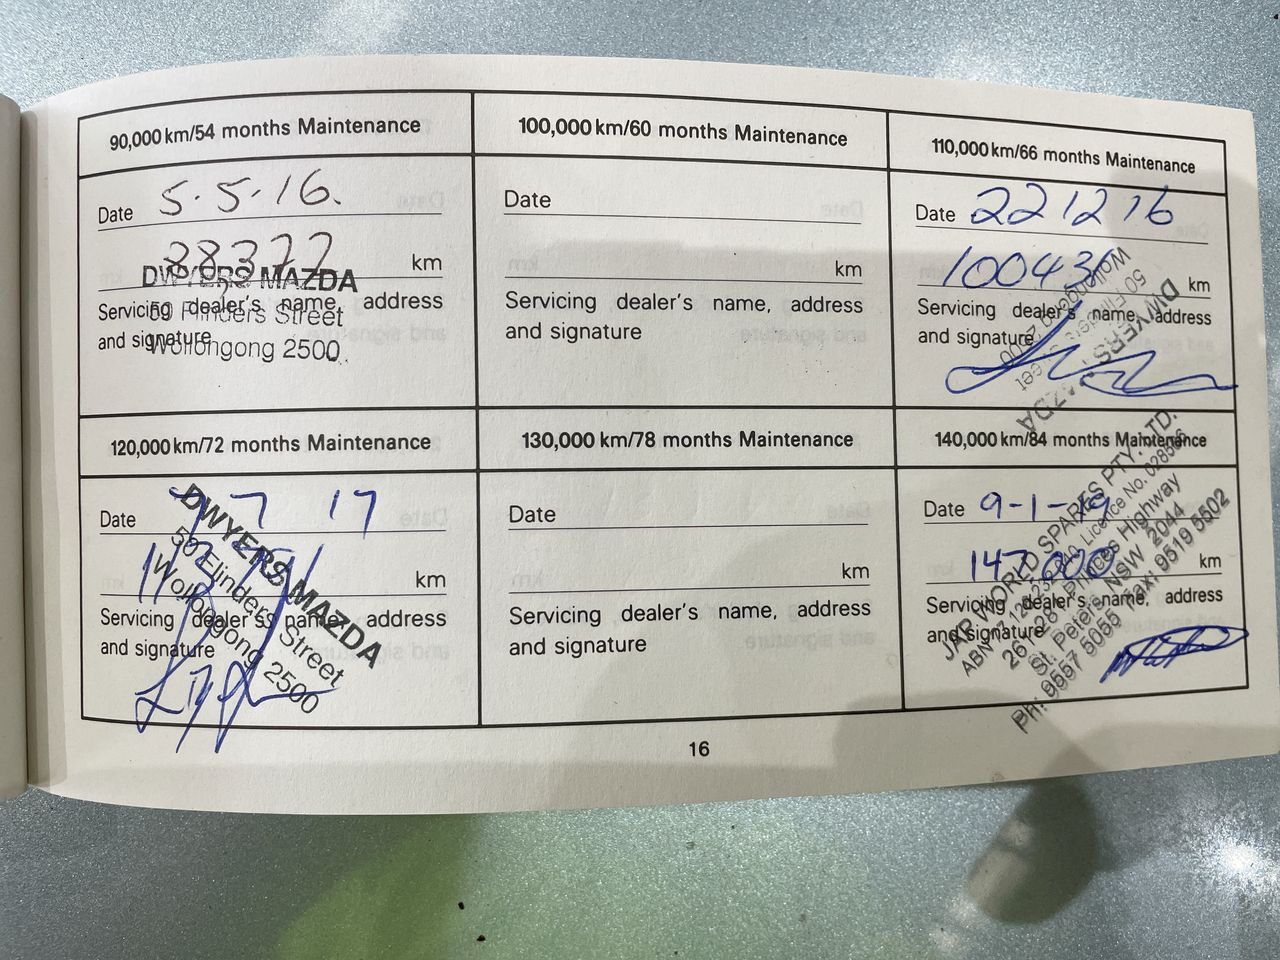 90,000 km/54 months Maintenance
Date 5.5.16.
km
DWYERS MAZDA
Servicing dealer's name, address
50 Flinders Street
and signature
Wollongong 2500
100,000 km/60 months Maintenance
Date
km
Servicing dealer's name, address
and signature
110,000 km/66 months Maintenance
Date 22 12 16
km
Servicing dealer's name, address
and signature
DWYERS MAZDA
50 Flinders Street
Wollongong 2500
120,000 km/72 months Maintenance
Date 7 7 17
km
Servicing dealer's name, address
and signature
DWYERS MAZDA
50 Flinders Street
Wollongong 2500
130,000 km/78 months Maintenance
Date
km
Servicing dealer's name, address
and signature
140,000 km/84 months Maintenance
Date 9-1-19
147,000 km
Servicing dealer's name, address
and signature
JAP WORLD SPARES PTY. LTD.
Princes Highway
St. Peters NSW 2044
Ph: 9557 5055 Fax: 9519 5502
16